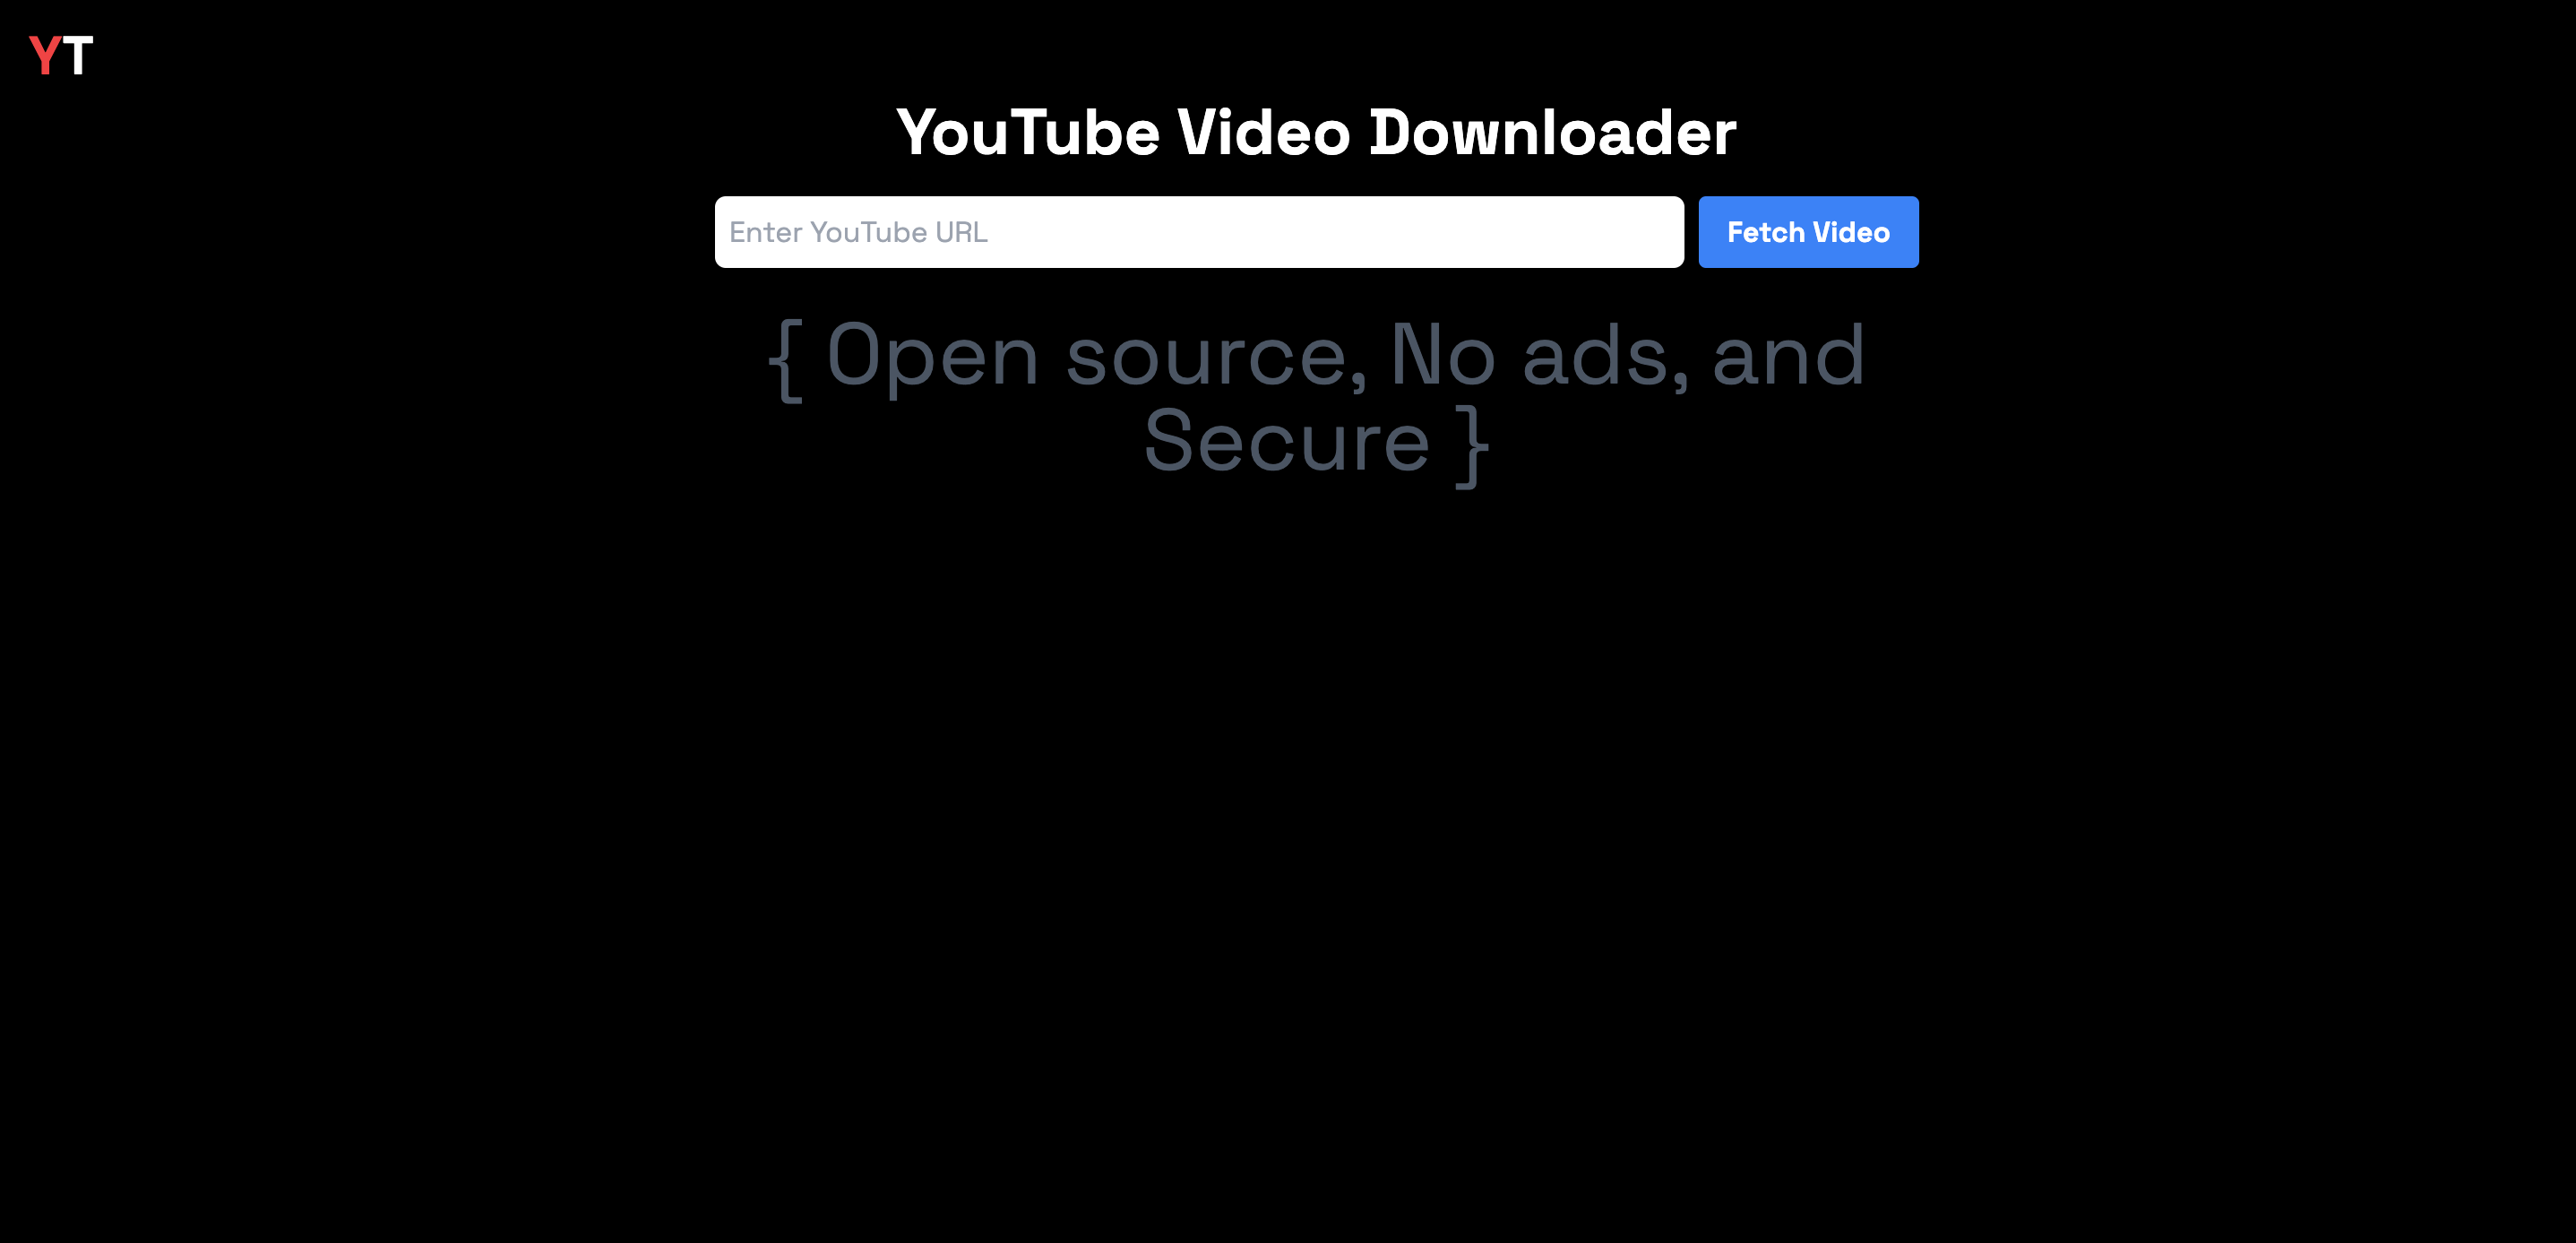 YT
YouTube Video Downloader
Enter YouTube URL
Fetch Video
{ Open source, No ads, and
Secure }